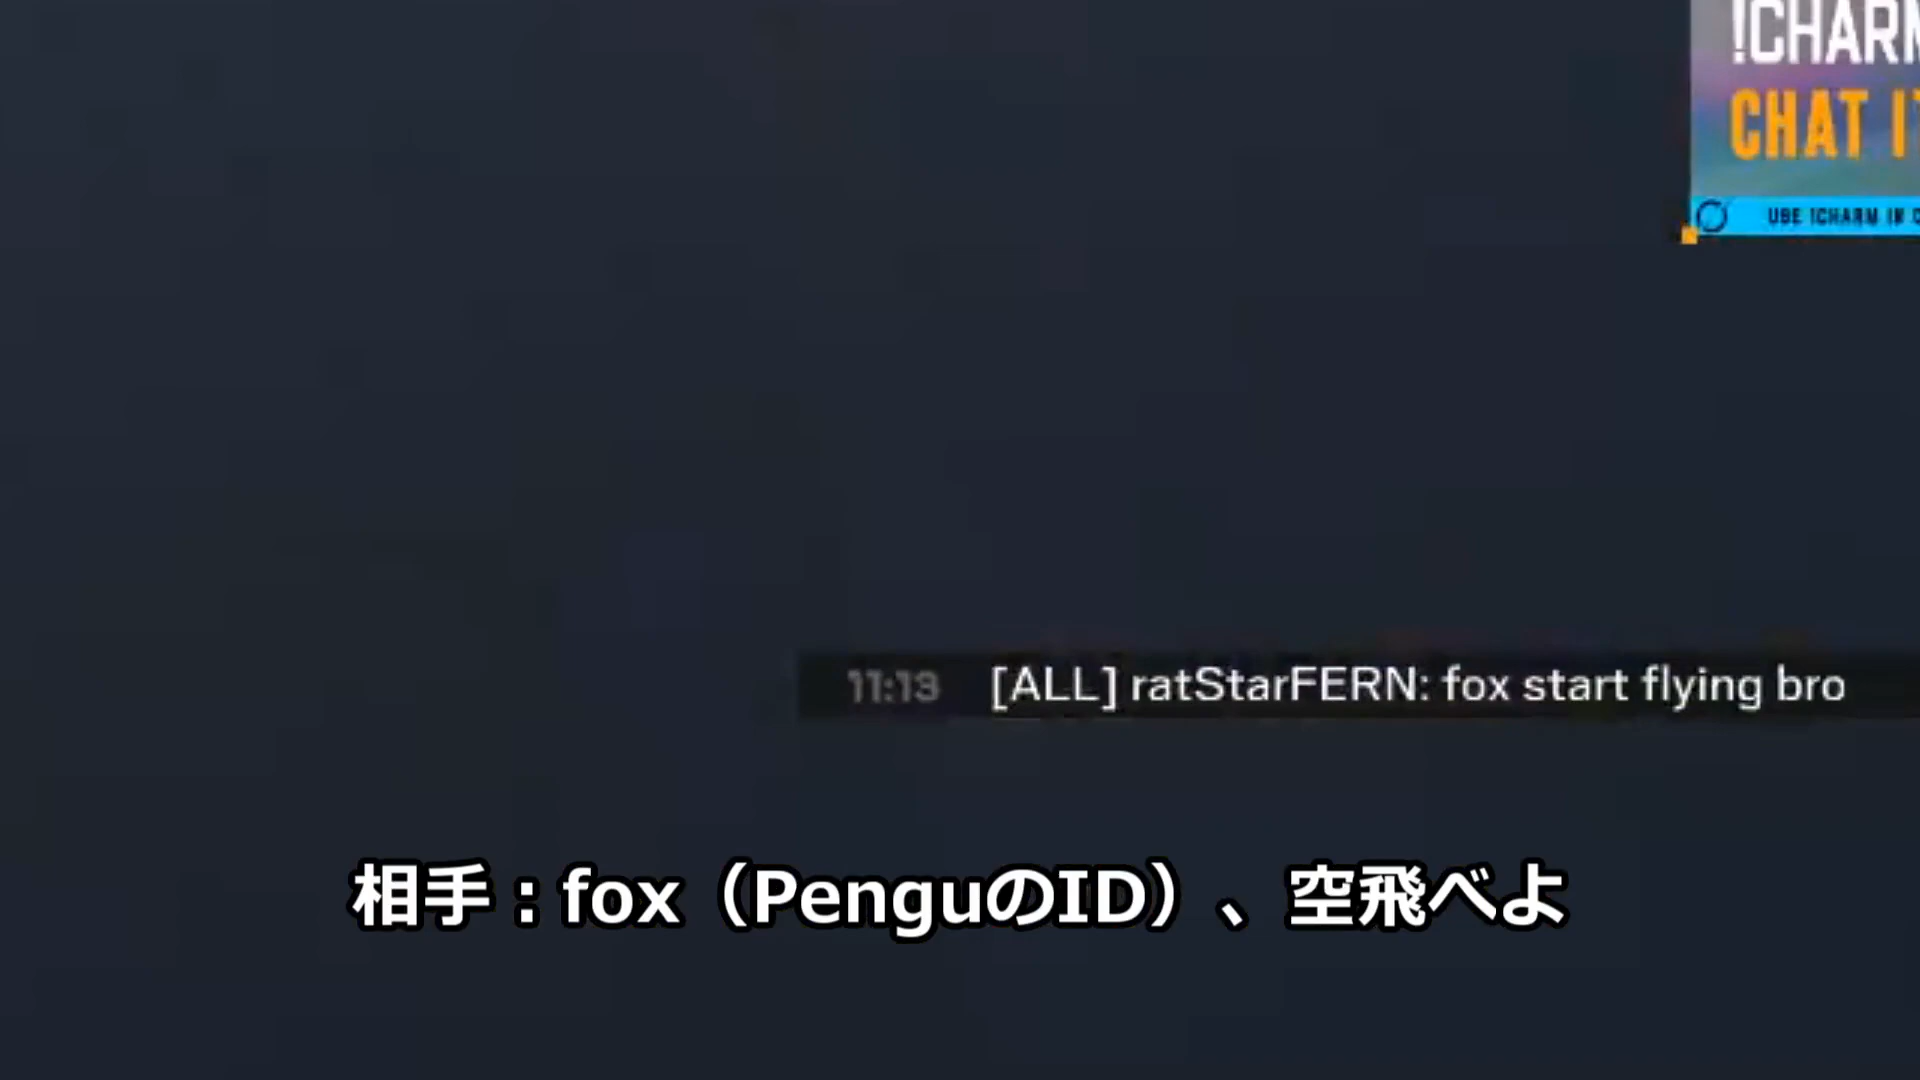 !CHARM
CHAT
USE !CHARM IN
11:13 [ALL] ratStarFERN: fox start flying bro
相手：fox（PenguのID）、空飛べよ